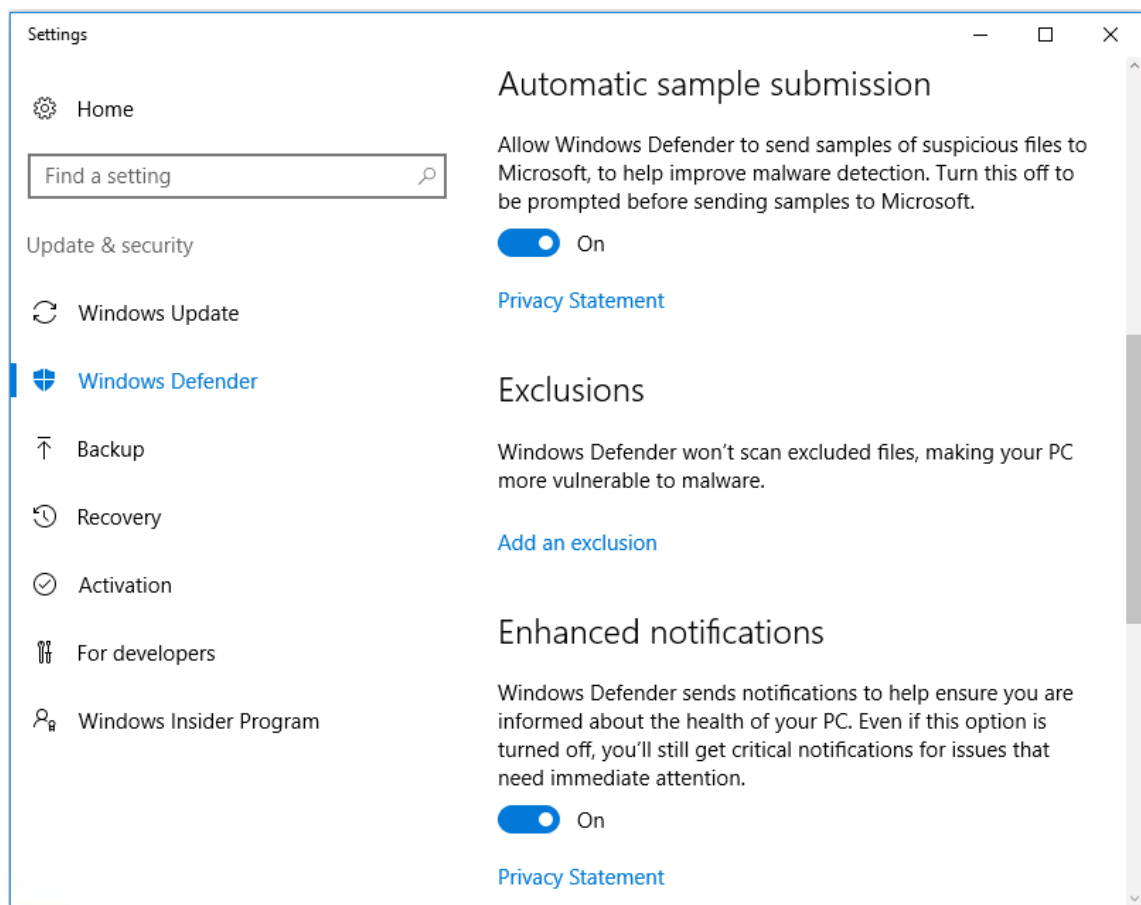 Settings
Home
Find a setting
Update & security
Windows Update
Windows Defender
Backup
Recovery
Activation
For developers
Windows Insider Program
Automatic sample submission
Allow Windows Defender to send samples of suspicious files to
Microsoft, to help improve malware detection. Turn this off to
be prompted before sending samples to Microsoft.
On
Privacy Statement
Exclusions
Windows Defender won’t scan excluded files, making your PC
more vulnerable to malware.
Add an exclusion
Enhanced notifications
Windows Defender sends notifications to help ensure you are
informed about the health of your PC. Even if this option is
turned off, you’ll still get critical notifications for issues that
need immediate attention.
On
Privacy Statement